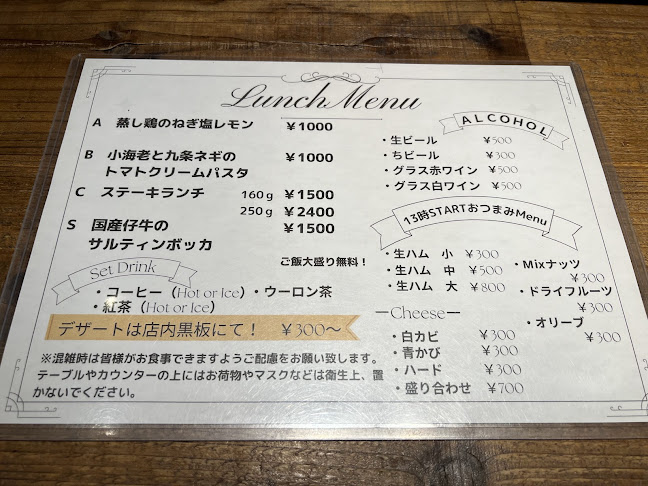 Lunch Menu
A 蒸し鶏のねぎ塩レモン ￥1000
B 小海老と九条ネギの
トマトクリームパスタ ￥1000
C ステーキランチ 160g ￥1500
250g ￥2400
S 国産仔牛の
サルティンボッカ ￥1500
ご飯大盛り無料！
Set Drink
・コーヒー（Hot or Ice）・ウーロン茶
・紅茶（Hot or Ice）
デザートは店内黒板にて！ ￥300～
※混雑時は皆様がお食事できますようご配慮をお願い致します。
テーブルやカウンターの上にはお荷物やマスクなどは衛生上、置
かないでください。
ALCOHOL
・生ビール ￥500
・ちビール ￥300
・グラス赤ワイン ￥500
・グラス白ワイン ￥500
13時STARTおつまみMenu
・生ハム 小 ￥300
・生ハム 中 ￥500
・生ハム 大 ￥800
・Mixナッツ
￥300
・ドライフルーツ
￥300
・オリーブ
￥300
ーCheeseー
・白カビ ￥300
・青かび ￥300
・ハード ￥300
・盛り合わせ ￥700